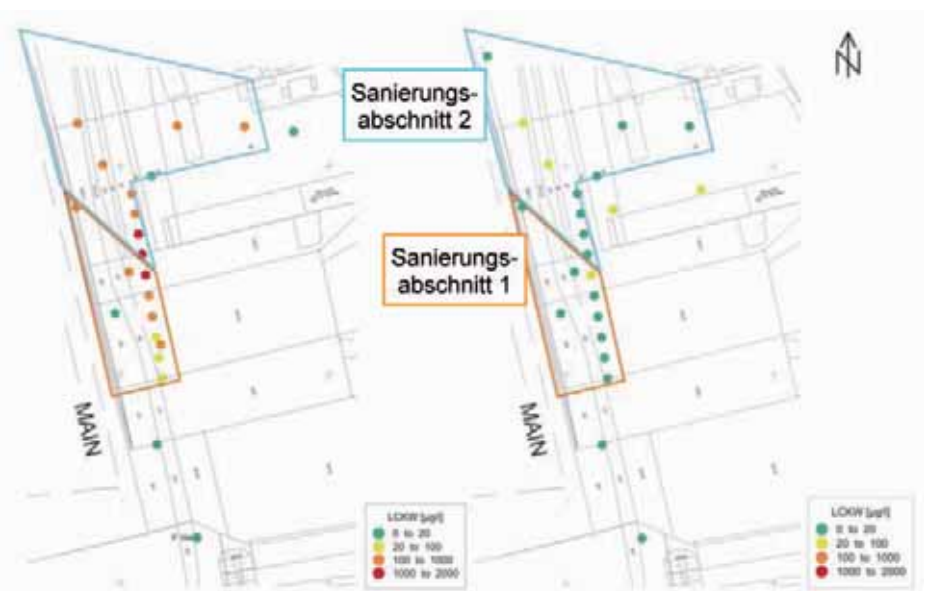 Sanierungs-
abschnitt 2
N
Sanierungs-
abschnitt 1
MAIN
MAIN
LCKW [µg/l]
0 to 20
20 to 100
100 to 1000
1000 to 2000
LCKW [µg/l]
0 to 20
20 to 100
100 to 1000
1000 to 2000